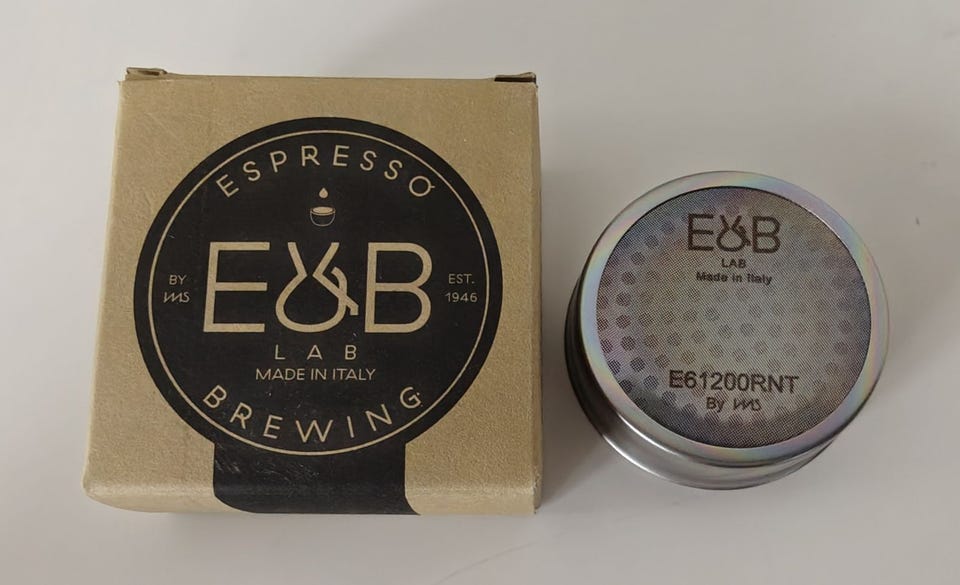 ESPRESSO
E&B
BY
IMS
EST.
1946
LAB
MADE IN ITALY
BREWING
E&B
LAB
Made in Italy
E61200RNT
By IMS